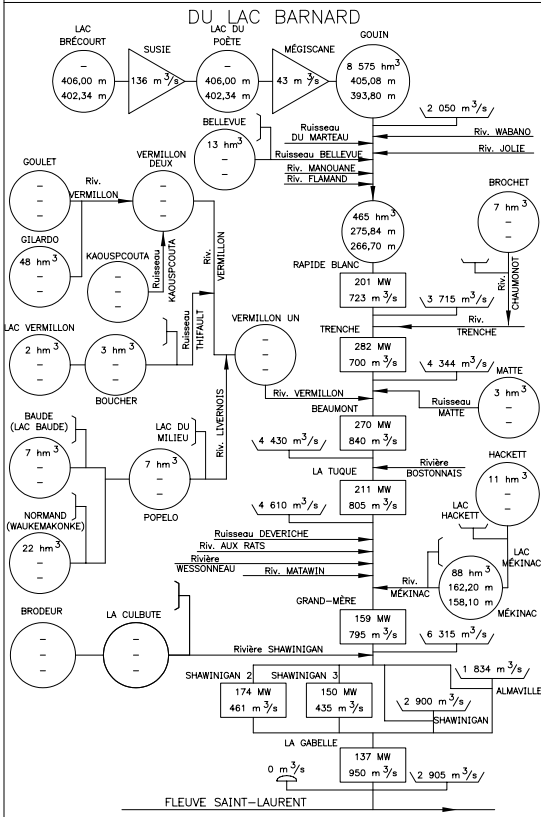 DU LAC BARNARD
LAC
BRÉCOURT
–
406,00 m
402,34 m
SUSIE
136 m³/s
LAC DU
POÈTE
–
406,00 m
402,34 m
MÉGISCANE
43 m³/s
GOUIN
8 575 hm³
405,08 m
393,80 m
2 050 m³/s
Ruisseau
DU MARTEAU
Riv. WABANO
BELLEVUE
13 hm³
–
–
Ruisseau BELLEVUE
Riv. JOLIE
Riv. MANOUANE
Riv. FLAMAND
GOULET
–
–
–
Riv.
VERMILLON
VERMILLON
DEUX
–
–
–
GILARDO
48 hm³
–
–
KAOUSPCOUTA
–
–
–
Ruisseau
KAOUSPCOUTA
Riv.
VERMILLON
BROCHET
7 hm³
–
–
Riv.
CHAUMONOT
465 hm³
275,84 m
266,70 m
RAPIDE BLANC
201 MW
723 m³/s
3 715 m³/s
Riv.
TRENCHE
TRENCHE
282 MW
700 m³/s
4 344 m³/s
LAC VERMILLON
2 hm³
–
–
3 hm³
–
–
BOUCHER
Ruisseau
THIFAULT
VERMILLON UN
–
–
–
Riv. VERMILLON
MATTE
3 hm³
–
–
Ruisseau
MATTE
BEAUMONT
270 MW
840 m³/s
4 430 m³/s
Rivière
BOSTONNAIS
BAUDE
(LAC BAUDE)
7 hm³
–
–
LAC DU
MILIEU
Riv. LIVERNOIS
7 hm³
–
–
POPELO
NORMAND
(WAUKEMAKONKE)
22 hm³
–
–
LA TUQUE
211 MW
805 m³/s
4 610 m³/s
HACKETT
11 hm³
–
–
LAC
HACKETT
LAC
MÉKINAC
Ruisseau DEVERICHE
Riv. AUX RATS
Rivière
WESSONNEAU
Riv. MATAWIN
Riv.
MÉKINAC
88 hm³
162,20 m
158,10 m
MÉKINAC
GRAND-MÈRE
159 MW
795 m³/s
6 315 m³/s
BRODEUR
–
–
–
LA CULBUTE
–
–
–
Rivière SHAWINIGAN
SHAWINIGAN 2
174 MW
461 m³/s
SHAWINIGAN 3
150 MW
435 m³/s
1 834 m³/s
ALMAVILLE
2 900 m³/s
SHAWINIGAN
LA GABELLE
137 MW
950 m³/s
0 m³/s
2 905 m³/s
FLEUVE SAINT-LAURENT